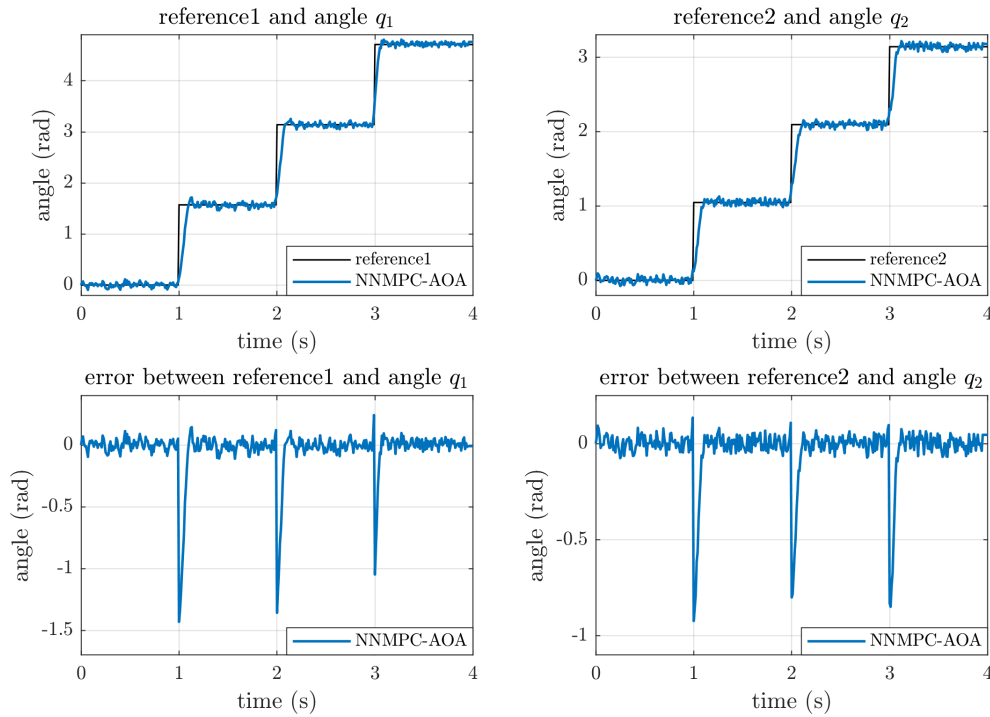 reference1 and angle q₁
angle (rad)
4
3
2
1
0
0 1 2 3 4
time (s)
reference1
NNMPC-AOA
reference2 and angle q₂
angle (rad)
3
2
1
0
0 1 2 3 4
time (s)
reference2
NNMPC-AOA
error between reference1 and angle q₁
angle (rad)
0
-0.5
-1
-1.5
0 1 2 3 4
time (s)
NNMPC-AOA
error between reference2 and angle q₂
angle (rad)
0
-0.5
-1
0 1 2 3 4
time (s)
NNMPC-AOA